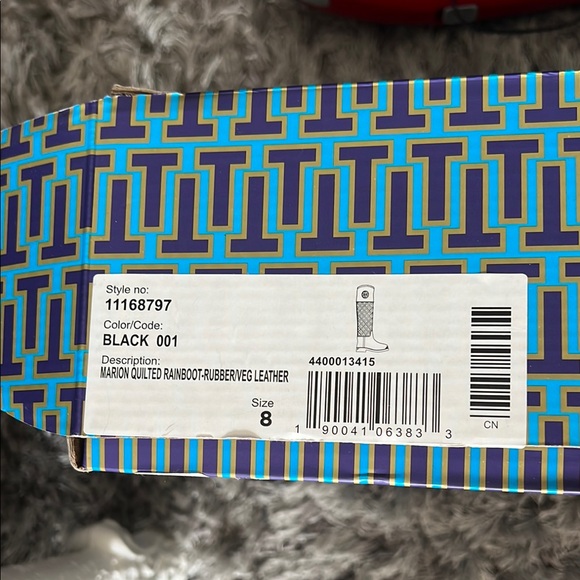 Style no:
11168797
Color/Code:
BLACK 001
Description:
MARION QUILTED RAINBOOT-RUBBER/VEG LEATHER
Size
8
4400013415
1 90041 06383 3
CN